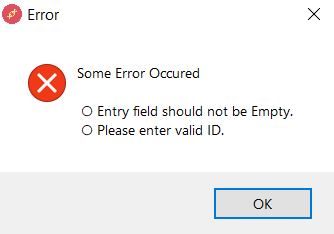 Error
Some Error Occured
O Entry field should not be Empty.
O Please enter valid ID.
OK